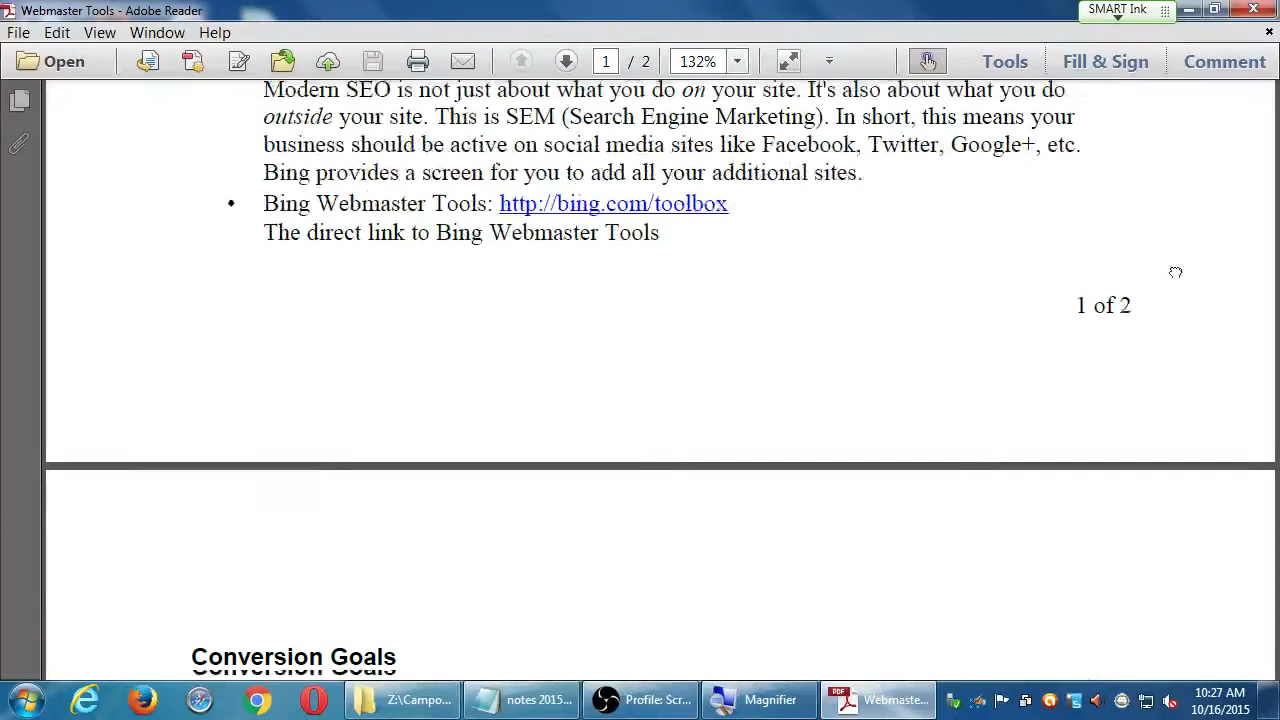 Webmaster Tools - Adobe Reader
SMART Ink
File Edit View Window Help
Open 1 / 2 132% Tools Fill & Sign Comment
Modern SEO is not just about what you do on your site. It's also about what you do
outside your site. This is SEM (Search Engine Marketing). In short, this means your
business should be active on social media sites like Facebook, Twitter, Google+, etc.
Bing provides a screen for you to add all your additional sites.
• Bing Webmaster Tools: http://bing.com/toolbox
The direct link to Bing Webmaster Tools
1 of 2
Conversion Goals
Z:\Campo... notes 2015... Profile: Scr... Magnifier PDF Webmaste... 10:27 AM
10/16/2015